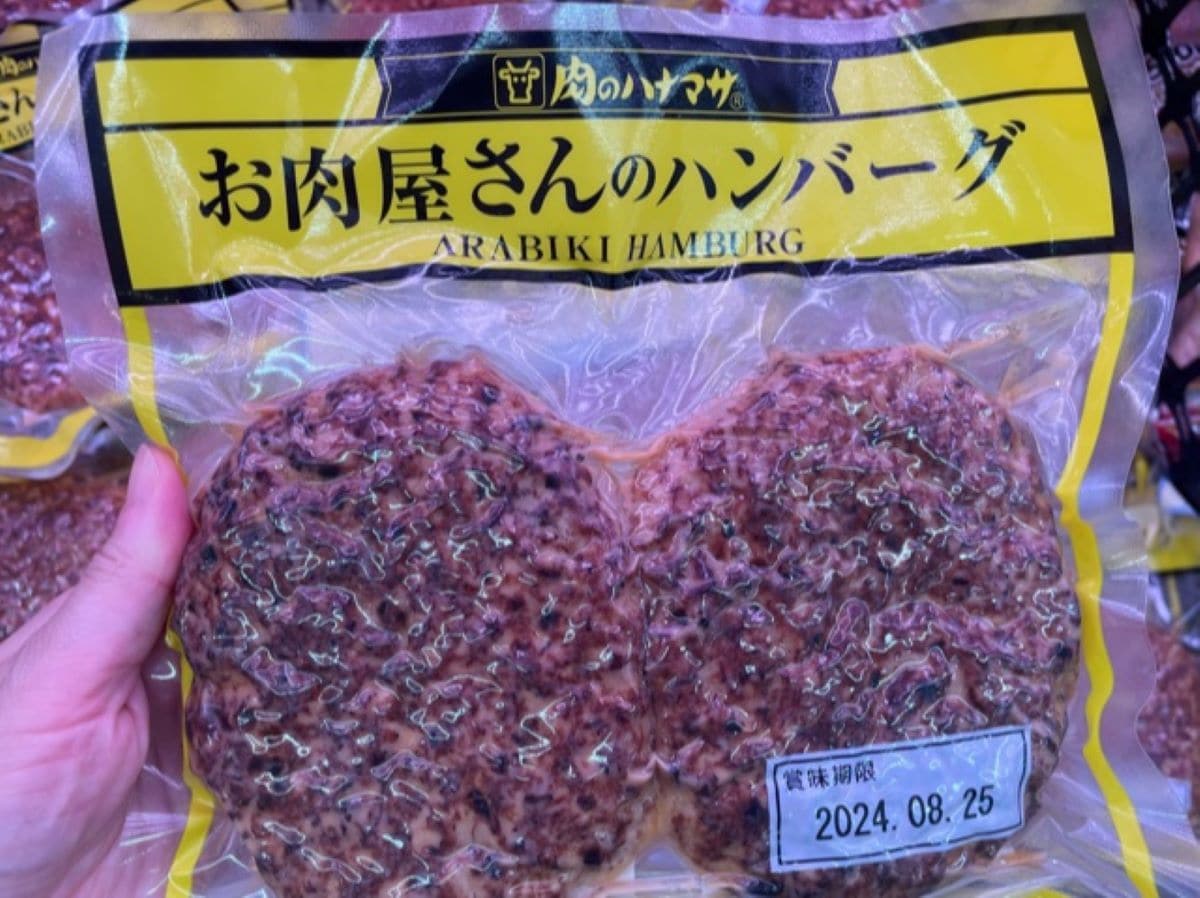 肉のハナマサ®
お肉屋さんのハンバーグ
ARABIKI HAMBURG
賞味期限
2024.08.25